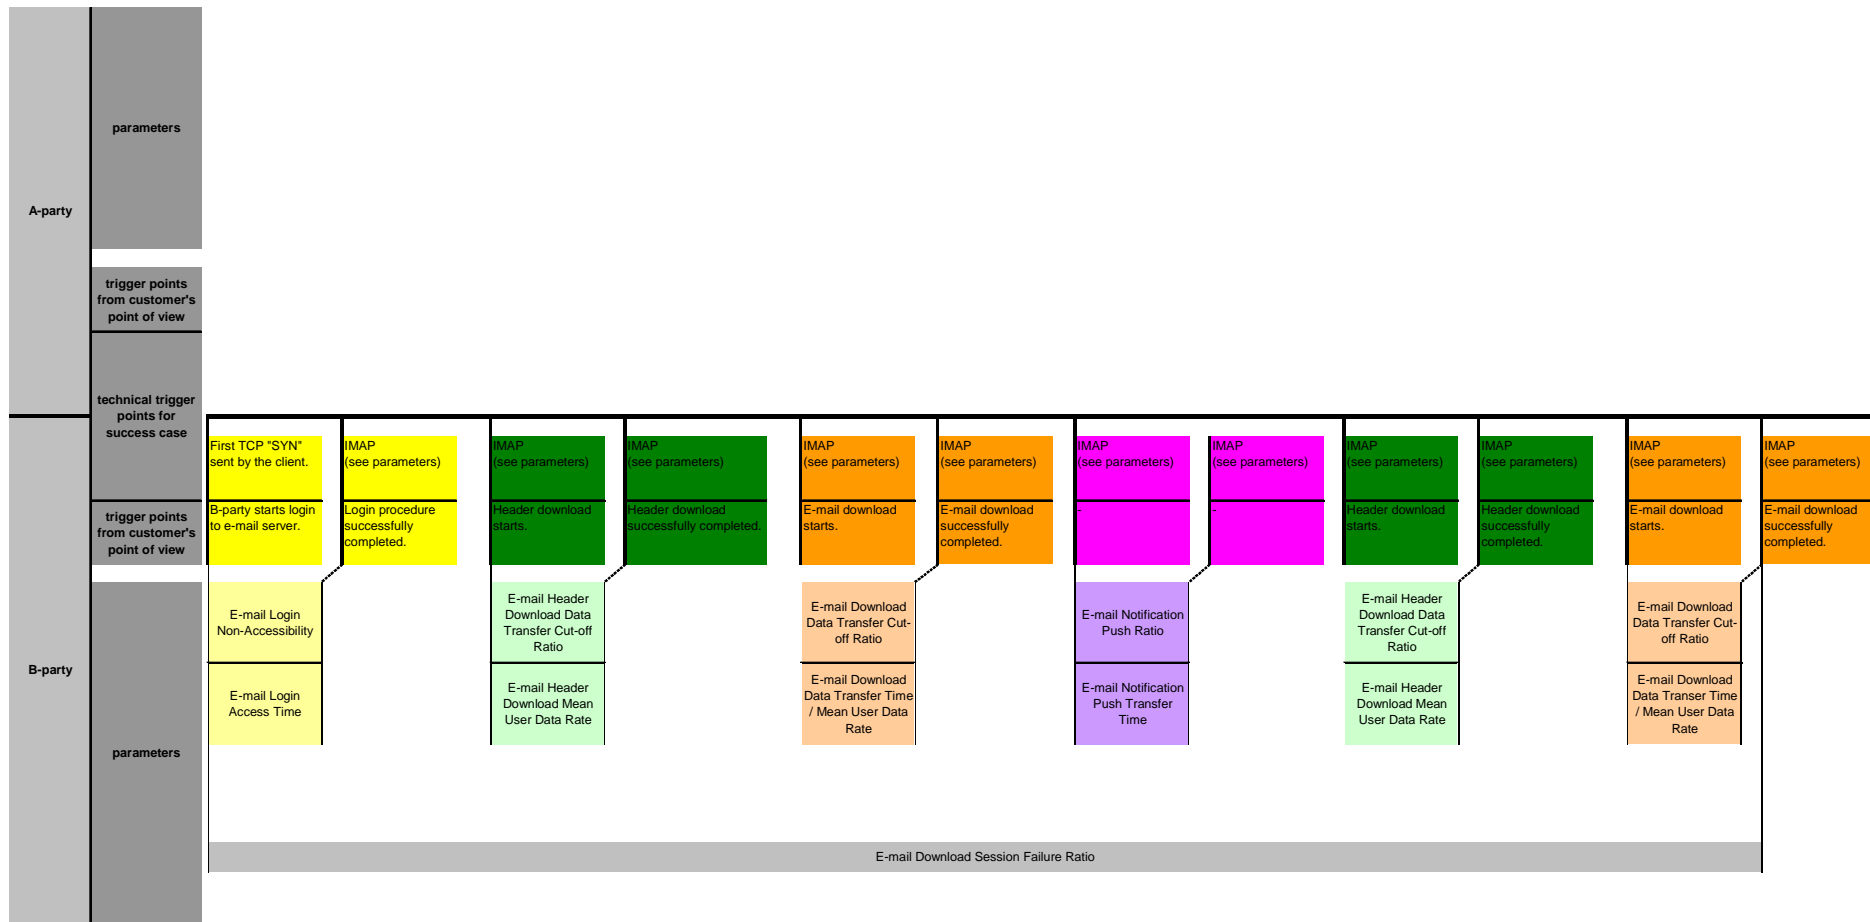 A-party
parameters
trigger points
from customer's
point of view
technical trigger
points for
success case
B-party
trigger points
from customer's
point of view
parameters
First TCP "SYN"
sent by the client.
IMAP
(see parameters)
IMAP
(see parameters)
IMAP
(see parameters)
IMAP
(see parameters)
IMAP
(see parameters)
IMAP
(see parameters)
IMAP
(see parameters)
IMAP
(see parameters)
IMAP
(see parameters)
IMAP
(see parameters)
IMAP
(see parameters)
B-party starts login
to e-mail server.
Login procedure
successfully
completed.
Header download
starts.
Header download
successfully completed.
E-mail download
starts.
E-mail download
successfully
completed.
-
-
Header download
starts.
Header download
successfully
completed.
E-mail download
starts.
E-mail download
successfully
completed.
E-mail Login
Non-Accessibility
E-mail Header
Download Data
Transfer Cut-off
Ratio
E-mail Download
Data Transfer Cut-
off Ratio
E-mail Notification
Push Ratio
E-mail Header
Download Data
Transfer Cut-off
Ratio
E-mail Download
Data Transfer Cut-
off Ratio
E-mail Login
Access Time
E-mail Header
Download Mean
User Data Rate
E-mail Download
Data Transfer Time
/ Mean User Data
Rate
E-mail Notification
Push Transfer
Time
E-mail Header
Download Mean
User Data Rate
E-mail Download
Data Transer Time
/ Mean User Data
Rate
E-mail Download Session Failure Ratio